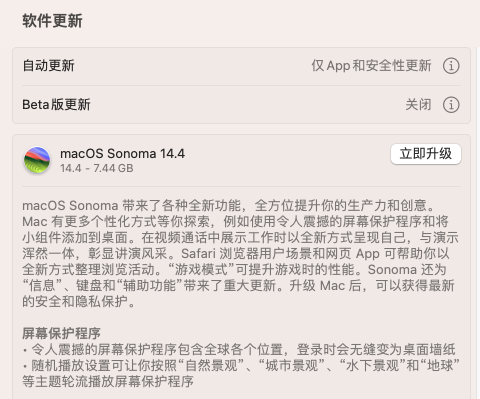 软件更新
自动更新 仅 App 和安全性更新
Beta 版更新 关闭
macOS Sonoma 14.4 立即升级
14.4 - 7.44 GB
macOS Sonoma 带来了各种全新功能，全方位提升你的生产力和创意。
Mac 有更多个性化方式等你探索，例如使用令人震撼的屏幕保护程序和将
小组件添加到桌面。在视频通话中展示工作时以全新方式呈现自己，与演示
浑然一体，彰显讲演风采。Safari 浏览器用户场景和网页 App 可帮助你以
全新方式整理浏览活动。“游戏模式”可提升游戏时的性能。Sonoma 还为
“信息”、键盘和“辅助功能”带来了重大更新。升级 Mac 后，可以获得最新
的安全和隐私保护。
屏幕保护程序
• 令人震撼的屏幕保护程序包含全球各个位置，登录时会无缝变为桌面墙纸
• 随机播放设置可让你按照“自然景观”、“城市景观”、“水下景观”和“地球”
等主题轮流播放屏幕保护程序